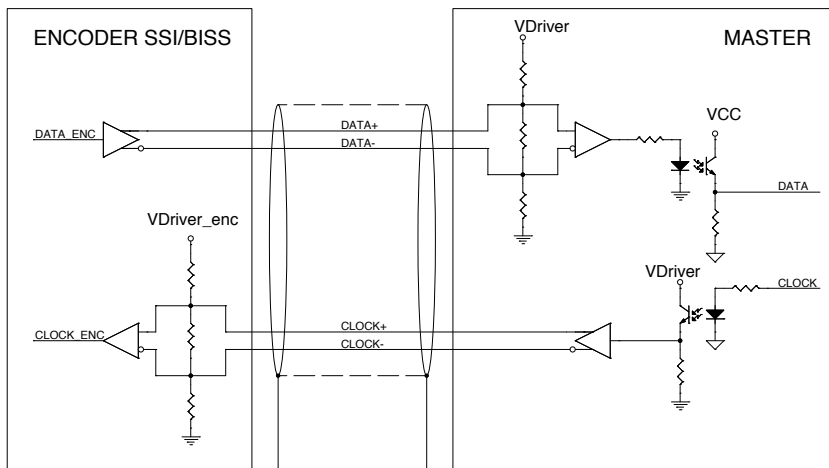 ENCODER SSI/BISS
MASTER
VDriver
VCC
DATA_ENC
DATA+
DATA-
DATA
VDriver_enc
VDriver
CLOCK
CLOCK_ENC
CLOCK+
CLOCK-